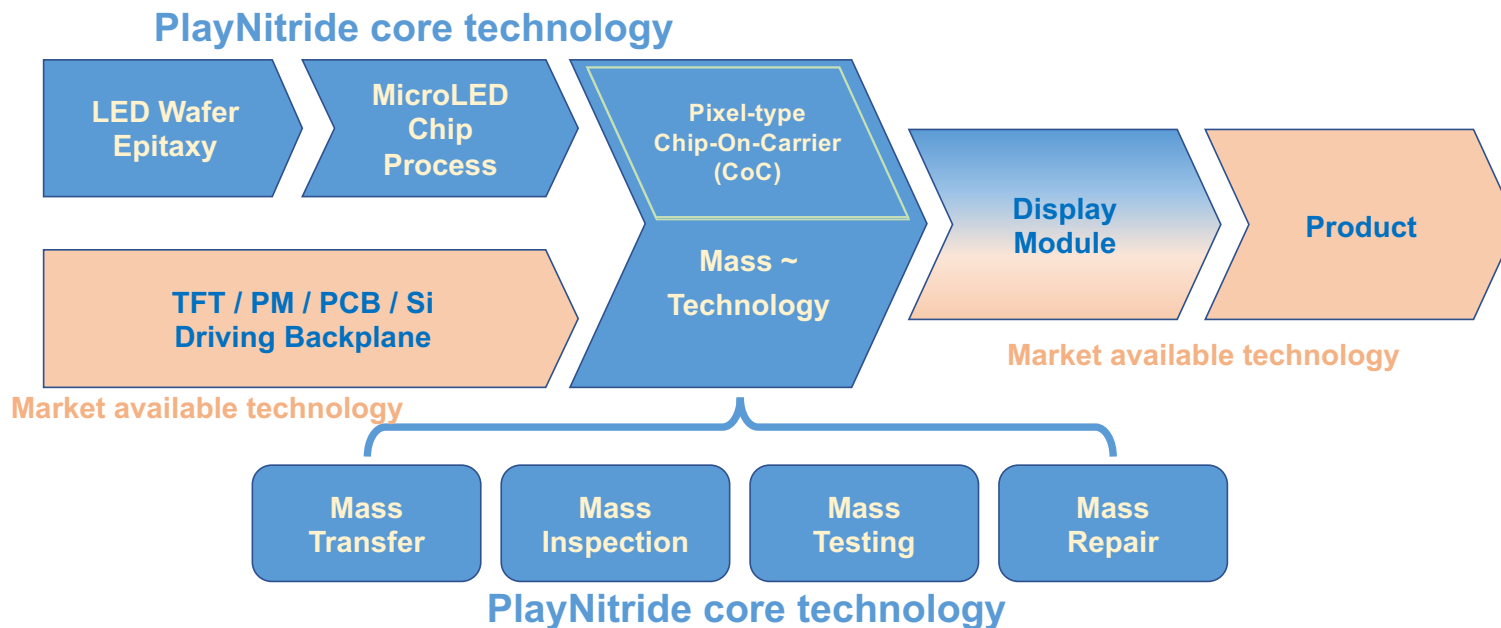 PlayNitride core technology
LED Wafer
Epitaxy
MicroLED
Chip
Process
Pixel-type
Chip-On-Carrier
(CoC)
Mass ~
Technology
Display
Module
Product
TFT / PM / PCB / Si
Driving Backplane
Market available technology
Market available technology
Mass
Transfer
Mass
Inspection
Mass
Testing
Mass
Repair
PlayNitride core technology